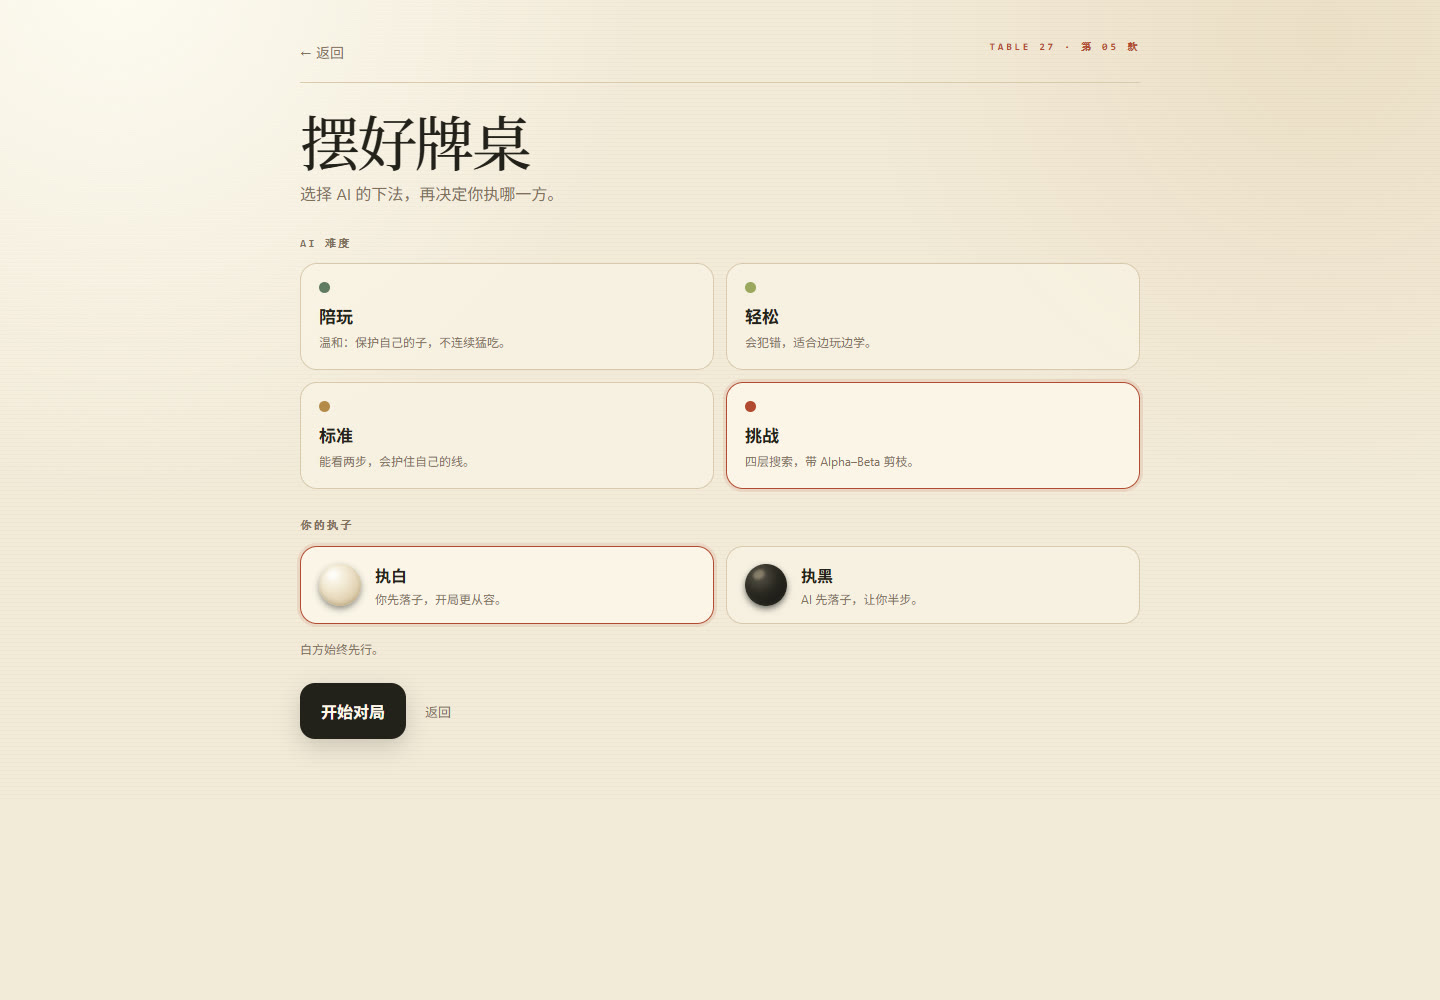 ← 返回
TABLE 27 · 第 05 款
摆好牌桌
选择 AI 的下法，再决定你执哪一方。
AI 难度
陪玩
温和：保护自己的子，不连续猛吃。
轻松
会犯错，适合边玩边学。
标准
能看两步，会护住自己的线。
挑战
四层搜索，带 Alpha–Beta 剪枝。
你的执子
执白
你先落子，开局更从容。
执黑
AI 先落子，让你半步。
白方始终先行。
开始对局
返回